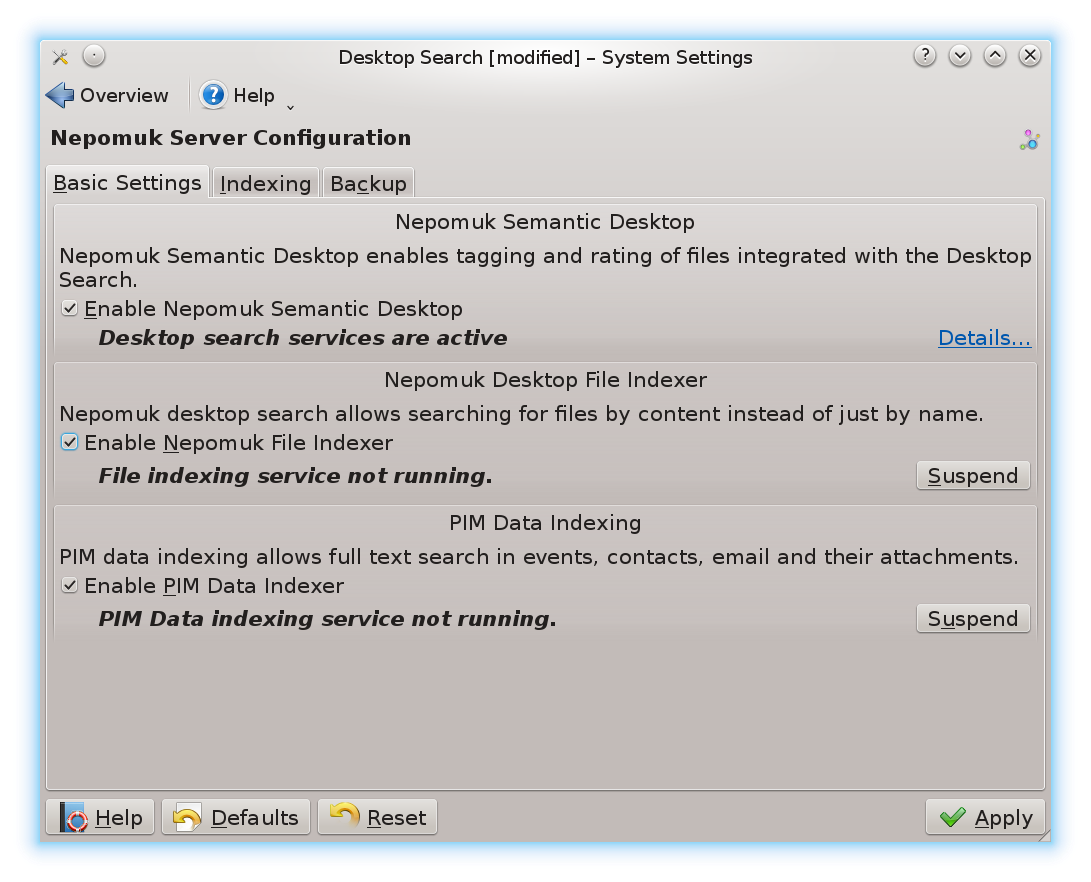 Desktop Search [modified] – System Settings
Overview
Help
Nepomuk Server Configuration
Basic Settings
Indexing
Backup
Nepomuk Semantic Desktop
Nepomuk Semantic Desktop enables tagging and rating of files integrated with the Desktop
Search.
Enable Nepomuk Semantic Desktop
Desktop search services are active
Details...
Nepomuk Desktop File Indexer
Nepomuk desktop search allows searching for files by content instead of just by name.
Enable Nepomuk File Indexer
File indexing service not running.
Suspend
PIM Data Indexing
PIM data indexing allows full text search in events, contacts, email and their attachments.
Enable PIM Data Indexer
PIM Data indexing service not running.
Suspend
Help
Defaults
Reset
Apply